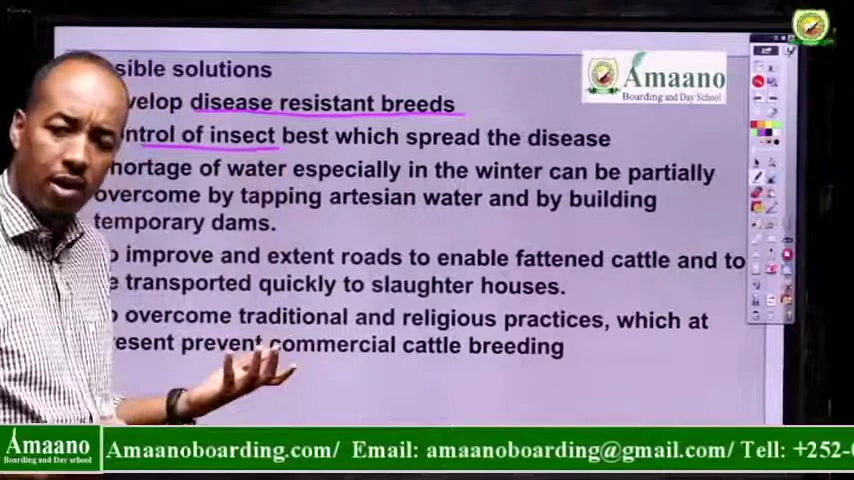 sible solutions
velop disease resistant breeds
ntrol of insect best which spread the disease
hortage of water especially in the winter can be partially
overcome by tapping artesian water and by building
temporary dams.
o improve and extent roads to enable fattened cattle and to
e transported quickly to slaughter houses.
o overcome traditional and religious practices, which at
resent prevent commercial cattle breeding
Amaano
Boarding and Day School
Amaano
Boarding and Day school
Amaanoboarding.com/ Email: amaanoboarding@gmail.com/ Tell: +252-